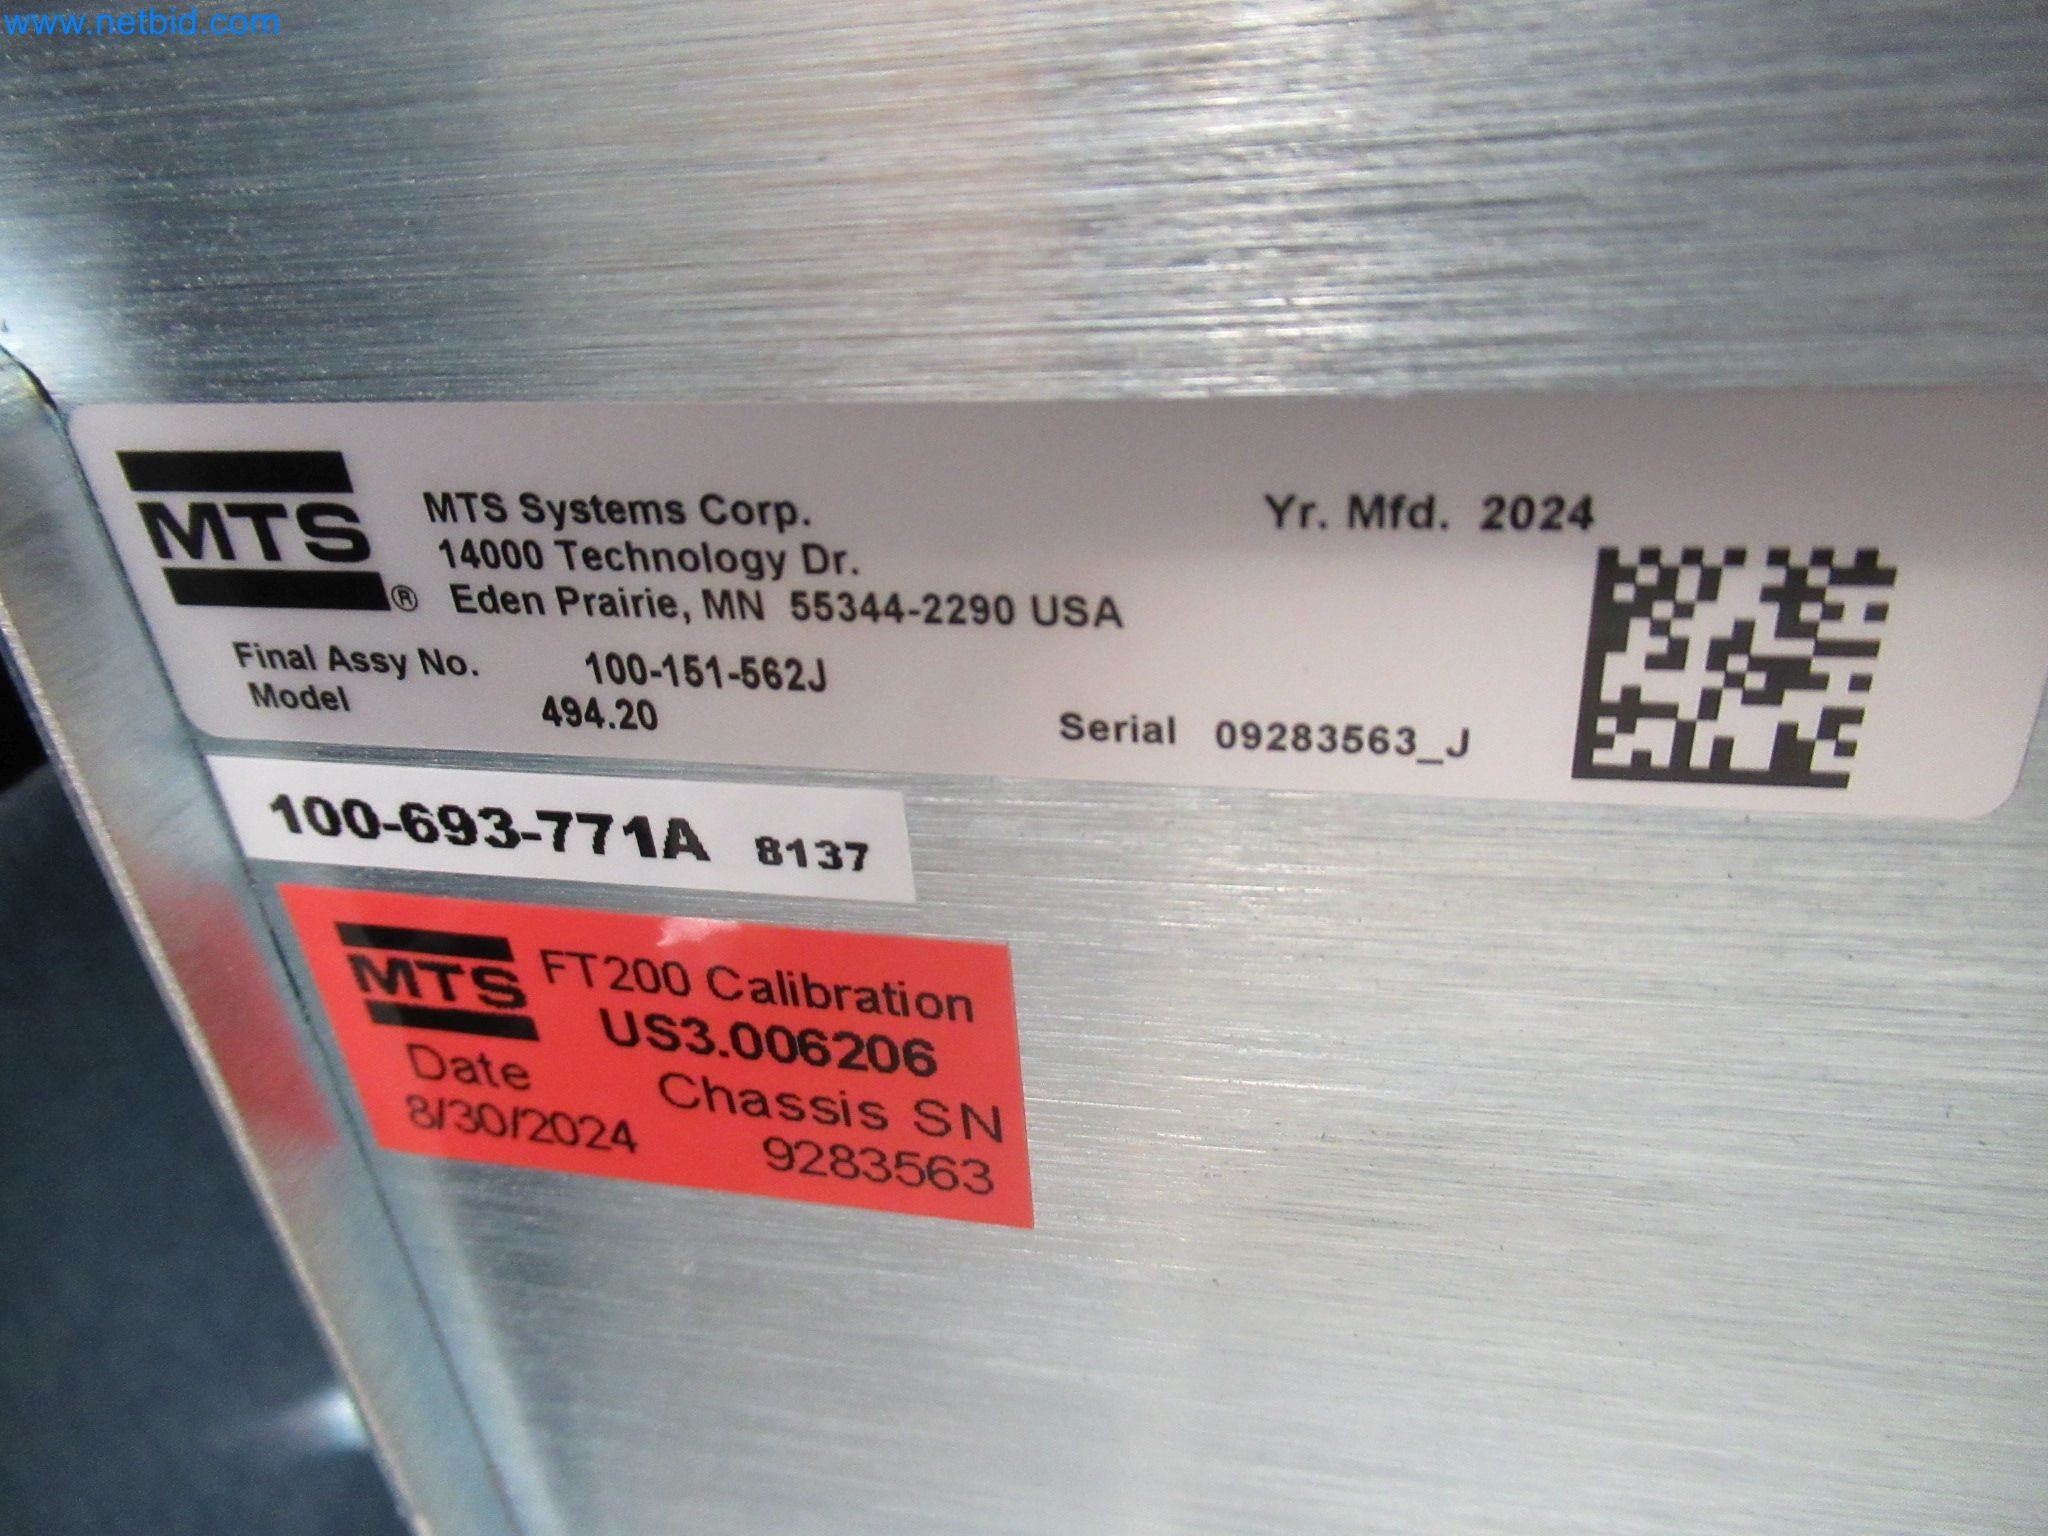 www.netbid.com
MTS®
MTS Systems Corp.
14000 Technology Dr.
Eden Prairie, MN 55344-2290 USA
Yr. Mfd. 2024
Final Assy No. 100-151-562J
Model 494.20
Serial 09283563_J
100-693-771A 8137
MTS
FT200 Calibration
US3.006206
Date
8/30/2024
Chassis SN
9283563